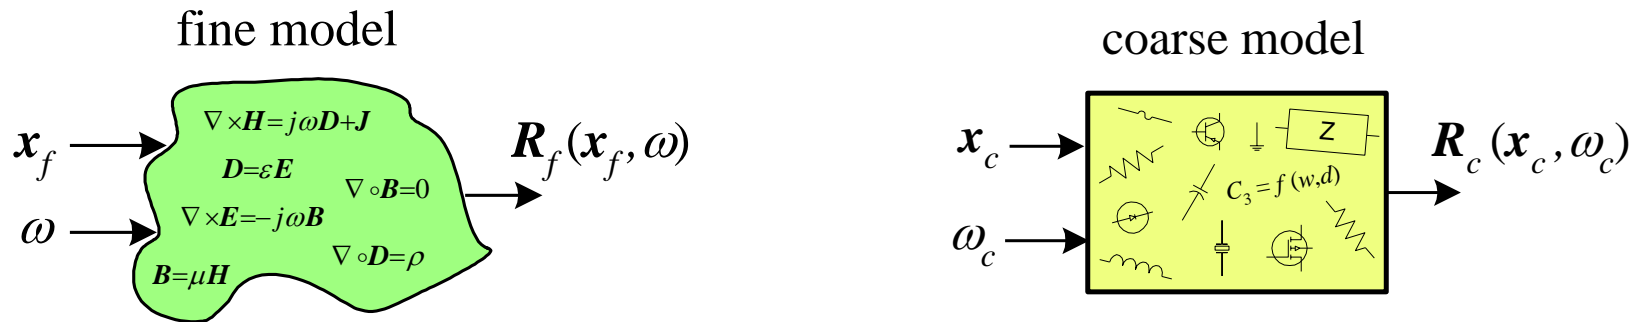 fine model
∇×H=jωD+J
D=εE
∇∘B=0
∇×E=−jωB
∇∘D=ρ
B=μH
x_f
ω
R_f(x_f, ω)
coarse model
Z
C_3=f(w,d)
x_c
ω_c
R_c(x_c, ω_c)